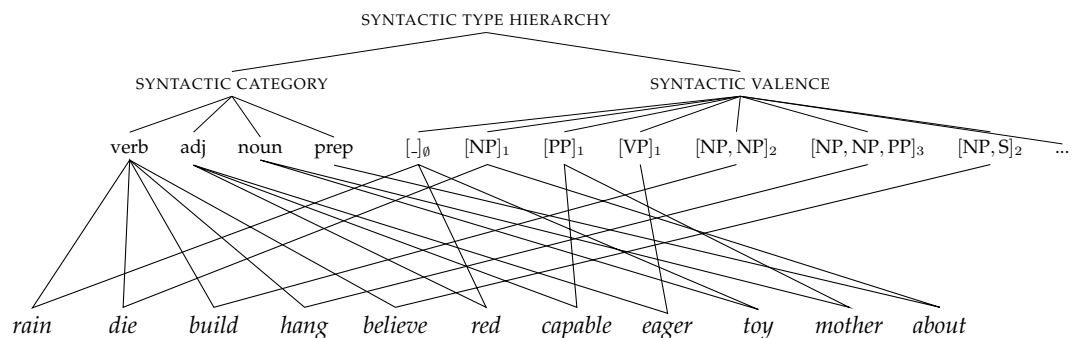 SYNTACTIC TYPE HIERARCHY
SYNTACTIC CATEGORY SYNTACTIC VALENCE
verb adj noun prep [_]∅ [NP]₁ [PP]₁ [VP]₁ [NP, NP]₂ [NP, NP, PP]₃ [NP, S]₂ ...
rain die build hang believe red capable eager toy mother about